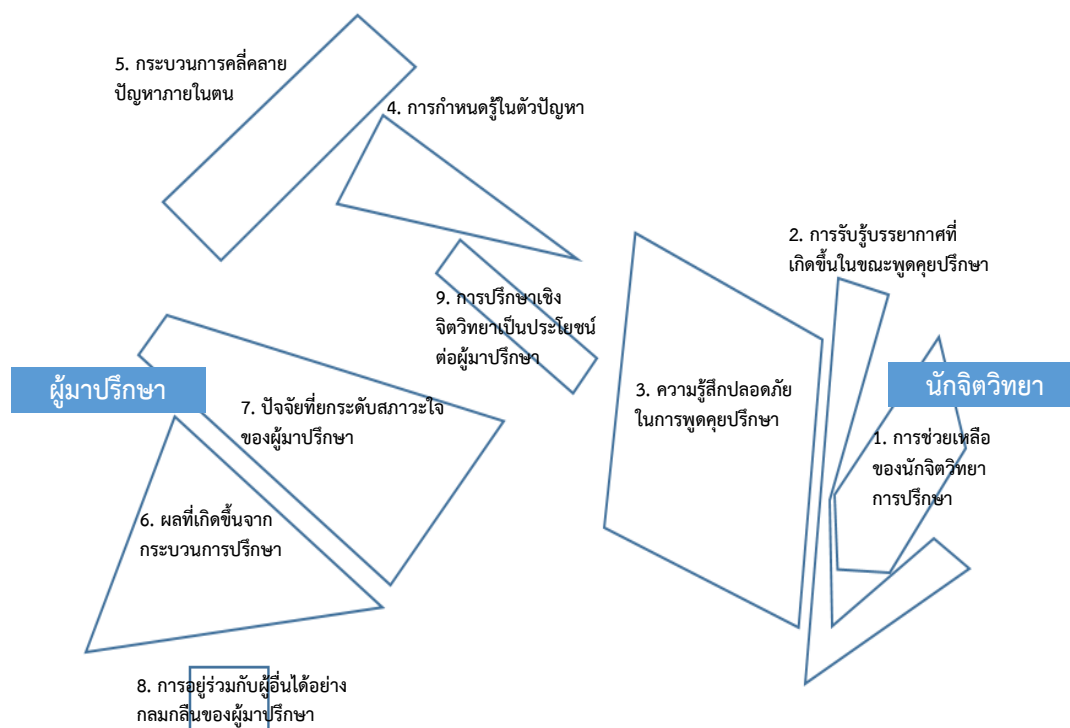 5. กระบวนการคลี่คลาย
ปัญหาภายในตน
4. การกำหนดรู้ในตัวปัญหา
2. การรับรู้บรรยากาศที่
เกิดขึ้นในขณะพูดคุยปรึกษา
9. การปรึกษาเชิง
จิตวิทยาเป็นประโยชน์
ต่อผู้มาปรึกษา
ผู้มาปรึกษา
นักจิตวิทยา
3. ความรู้สึกปลอดภัย
ในการพูดคุยปรึกษา
7. ปัจจัยที่ยกระดับสภาวะใจ
ของผู้มาปรึกษา
1. การช่วยเหลือ
ของนักจิตวิทยา
การปรึกษา
6. ผลที่เกิดขึ้นจาก
กระบวนการปรึกษา
8. การอยู่ร่วมกับผู้อื่นได้อย่าง
กลมกลืนของผู้มาปรึกษา